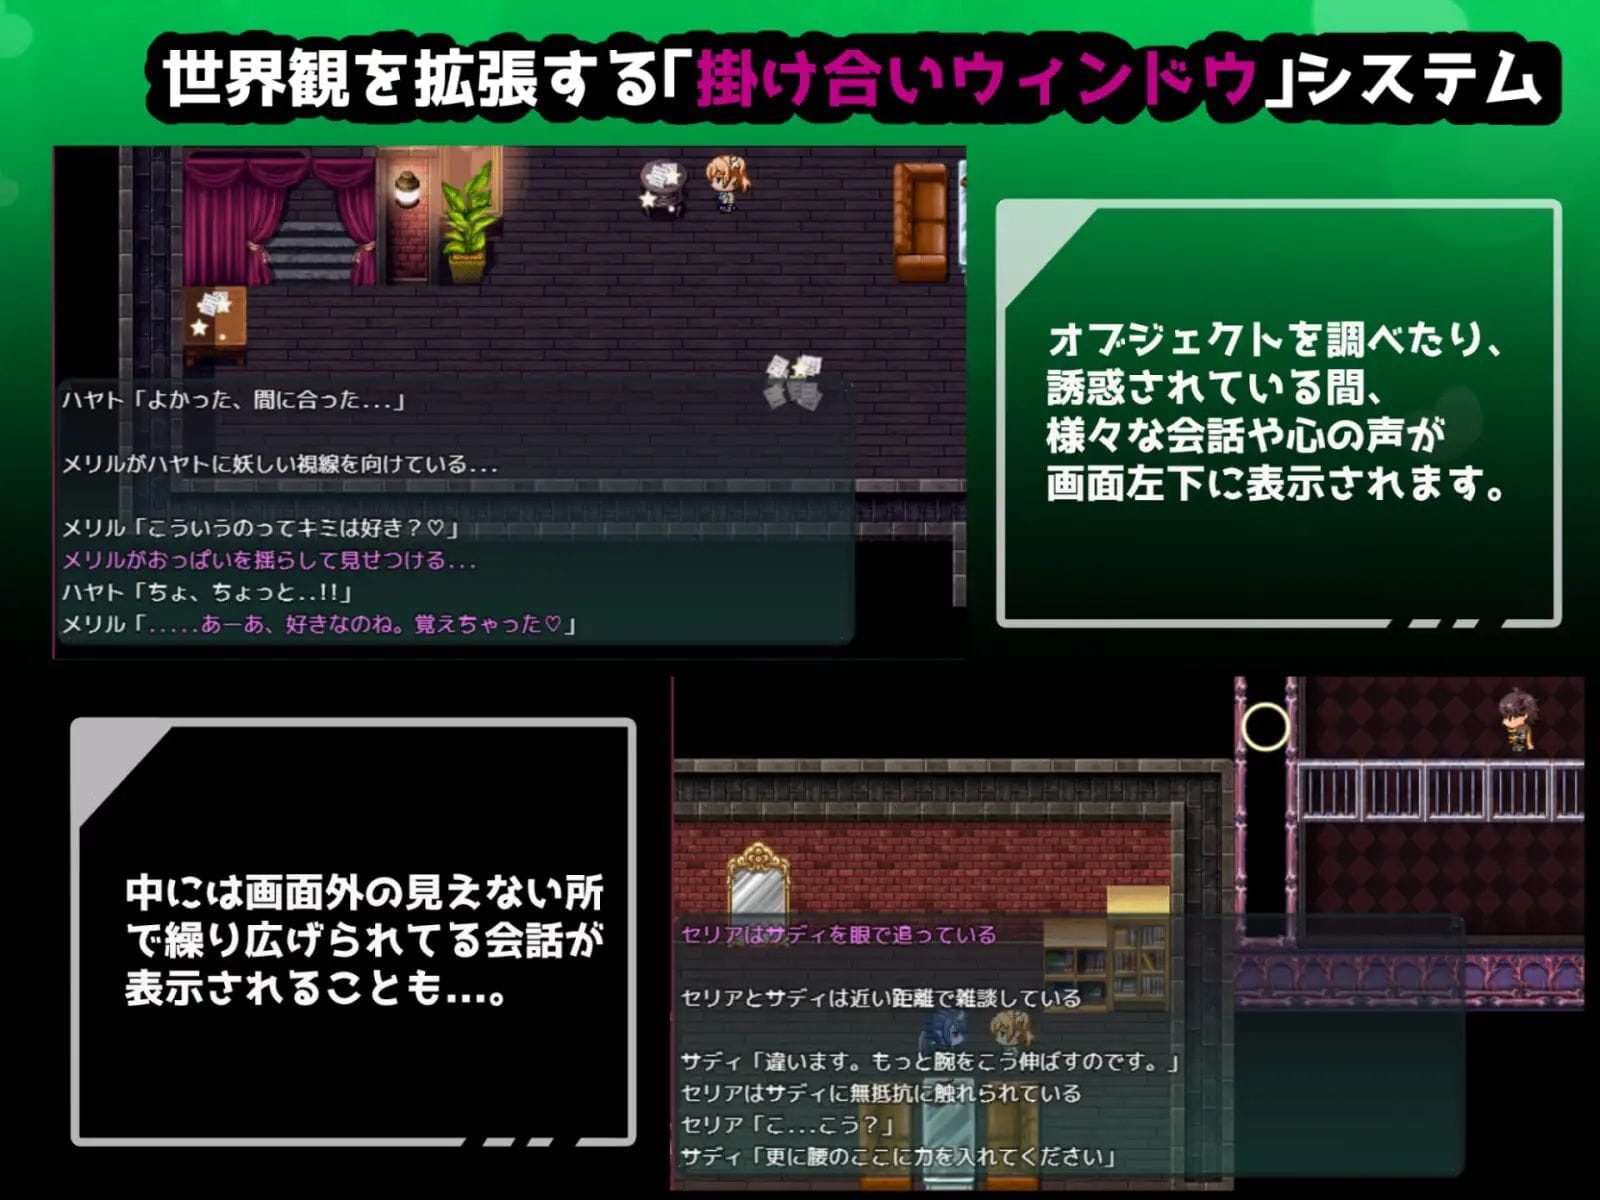 世界観を拡張する「掛け合いウィンドウ」システム
ハヤト「よかった、間に合った...」
メリルがハヤトに妖しい視線を向けている...
メリル「こういうのってキミは好き？♡」
メリルがおっぱいを揺らして見せつける...
ハヤト「ちょ、ちょっと..!!」
メリル「.....あーあ、好きなのね。覚えちゃった♡」
オブジェクトを調べたり、
誘惑されている間、
様々な会話や心の声が
画面左下に表示されます。
中には画面外の見えない所
で繰り広げられてる会話が
表示されることも...。
セリアはサディを眼で追っている
セリアとサディは近い距離で雑談している
サディ「違います。もっと腕をこう伸ばすのです。」
セリアはサディに無抵抗に触れられている
セリア「こ...こう？」
サディ「更に腰のここに力を入れてください」